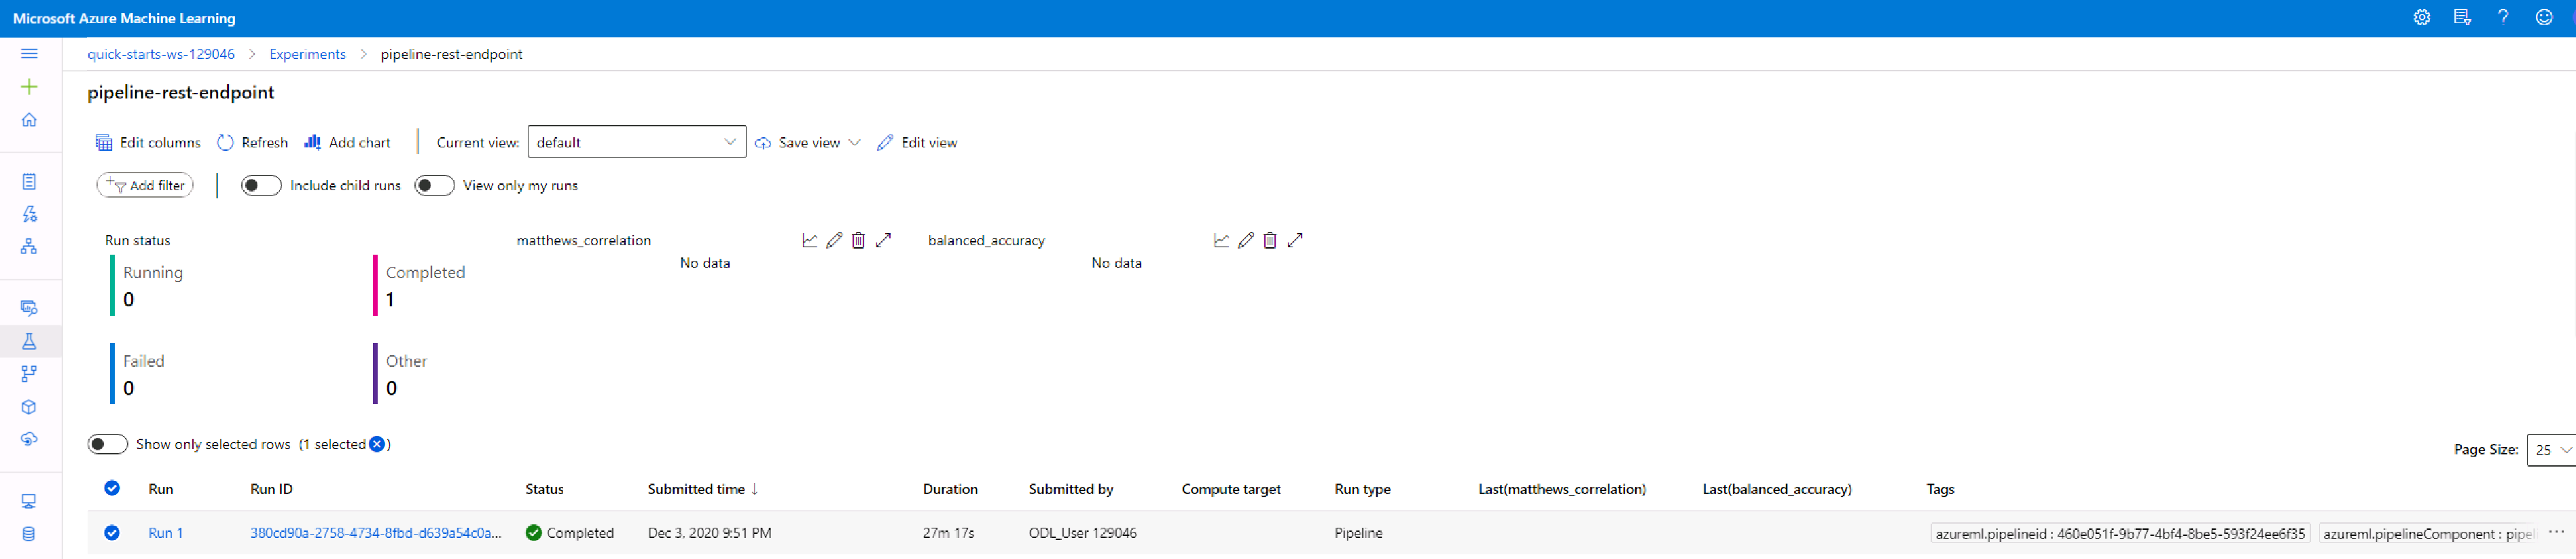 Microsoft Azure Machine Learning
quick-starts-ws-129046 > Experiments > pipeline-rest-endpoint
pipeline-rest-endpoint
Edit columns Refresh Add chart Current view: default Save view Edit view
Add filter Include child runs View only my runs
Run status matthews_correlation balanced_accuracy
No data No data
Running Completed
0 1
Failed Other
0 0
Show only selected rows (1 selected )
Page Size: 25
Run Run ID Status Submitted time ↓ Duration Submitted by Compute target Run type Last(matthews_correlation) Last(balanced_accuracy) Tags
Run 1 380cd90a-2758-4734-8fbd-d639a54c0a... Completed Dec 3, 2020 9:51 PM 27m 17s ODL_User 129046 Pipeline azureml.pipelineid : 460e051f-9b77-4bf4-8be5-593f24ee6f35 azureml.pipelineComponent : pipel ...